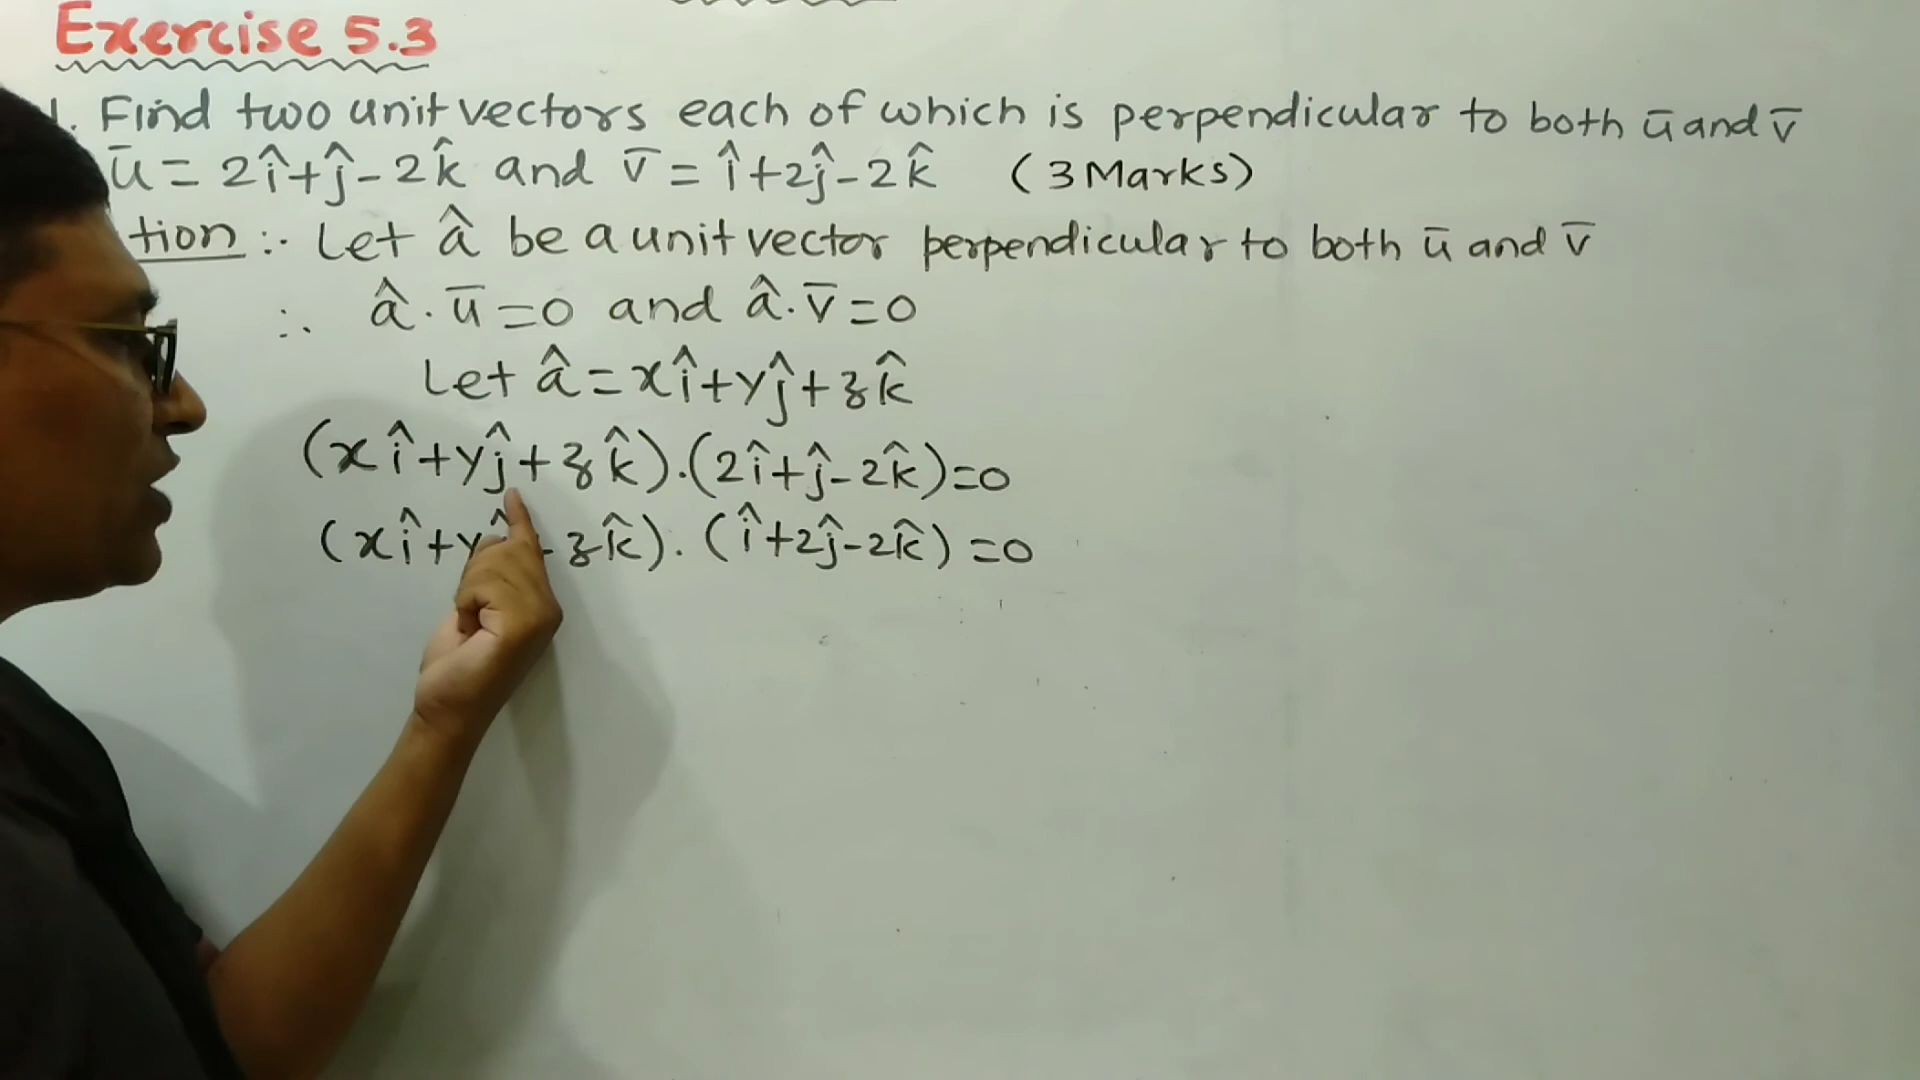 Exercise 5.3
1. Find two unit vectors each of which is perpendicular to both ū and v̄
ū = 2î+ĵ-2k̂ and v̄ = î+2ĵ-2k̂ (3 Marks)
tion :- Let â be a unit vector perpendicular to both ū and v̄
∴ â·ū=0 and â·v̄=0
Let â=xî+yĵ+zk̂
(xî+yĵ+zk̂)·(2î+ĵ-2k̂)=0
(xî+yĵ+zk̂)·(î+2ĵ-2k̂)=0